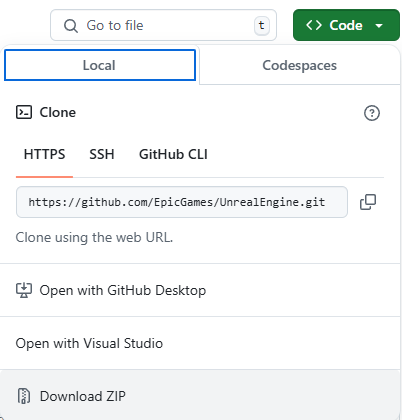 Go to file
t
<> Code
Local
Codespaces
Clone
HTTPS
SSH
GitHub CLI
https://github.com/EpicGames/UnrealEngine.git
Clone using the web URL.
Open with GitHub Desktop
Open with Visual Studio
Download ZIP